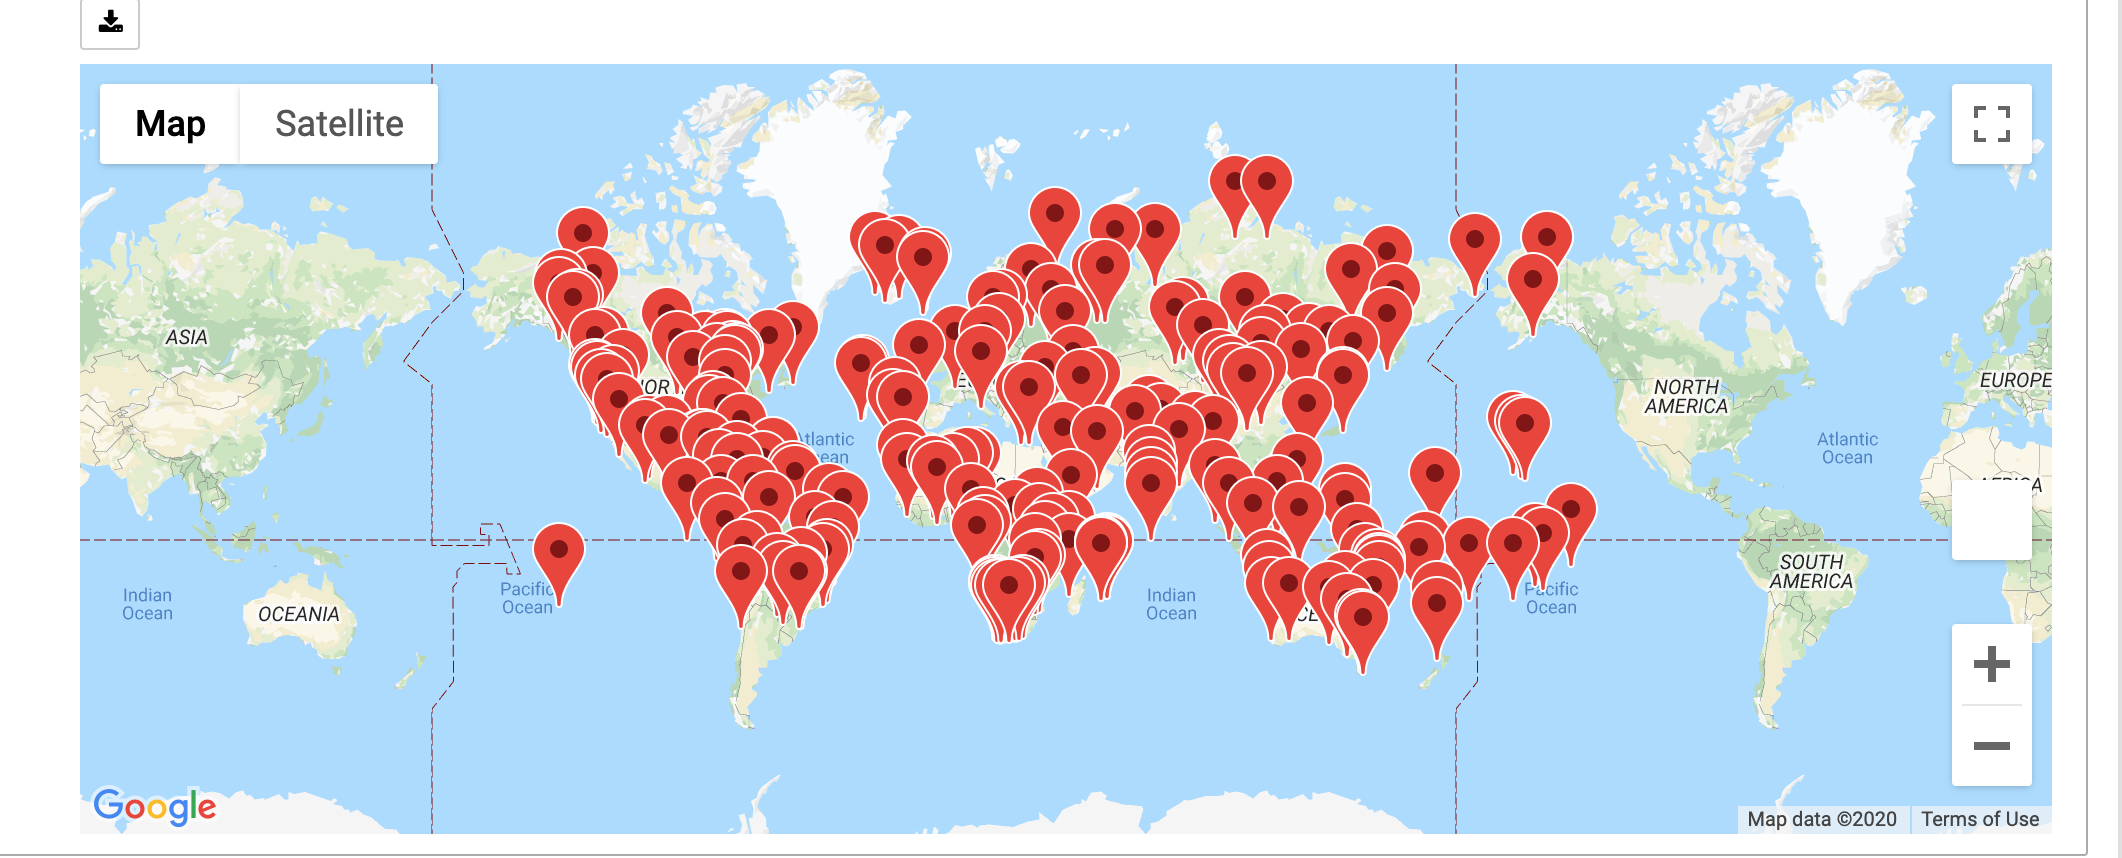 Map
Satellite
ASIA
NORTH
AMERICA
EUROPE
Atlantic
Ocean
Atlantic
Ocean
AFRICA
Indian
Ocean
OCEANIA
Pacific
Ocean
Indian
Ocean
Pacific
Ocean
SOUTH
AMERICA
Google
Map data ©2020
Terms of Use